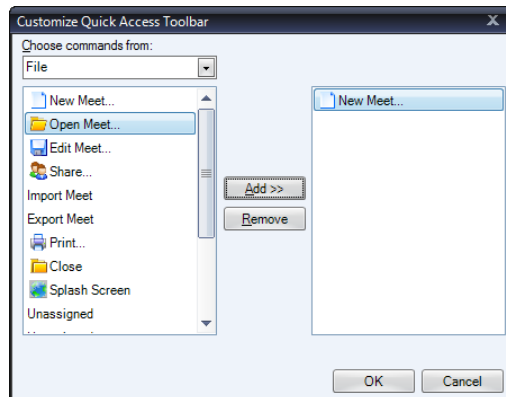 Customize Quick Access Toolbar
X
Choose commands from:
File
New Meet...
Open Meet...
Edit Meet...
Share...
Import Meet
Export Meet
Print...
Close
Splash Screen
Unassigned
Add >>
Remove
New Meet...
OK
Cancel